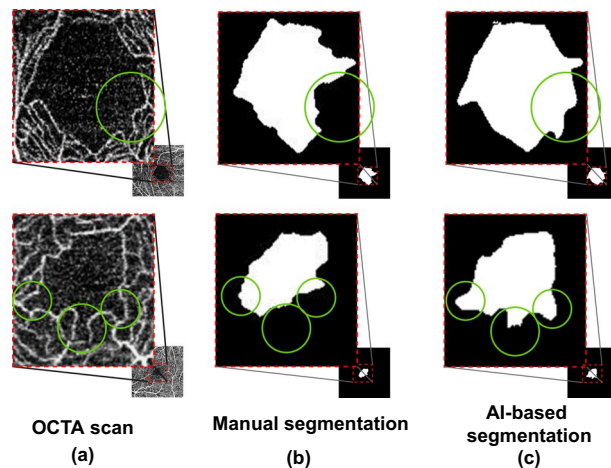 OCTA scan
(a)
Manual segmentation
(b)
AI-based
segmentation
(c)